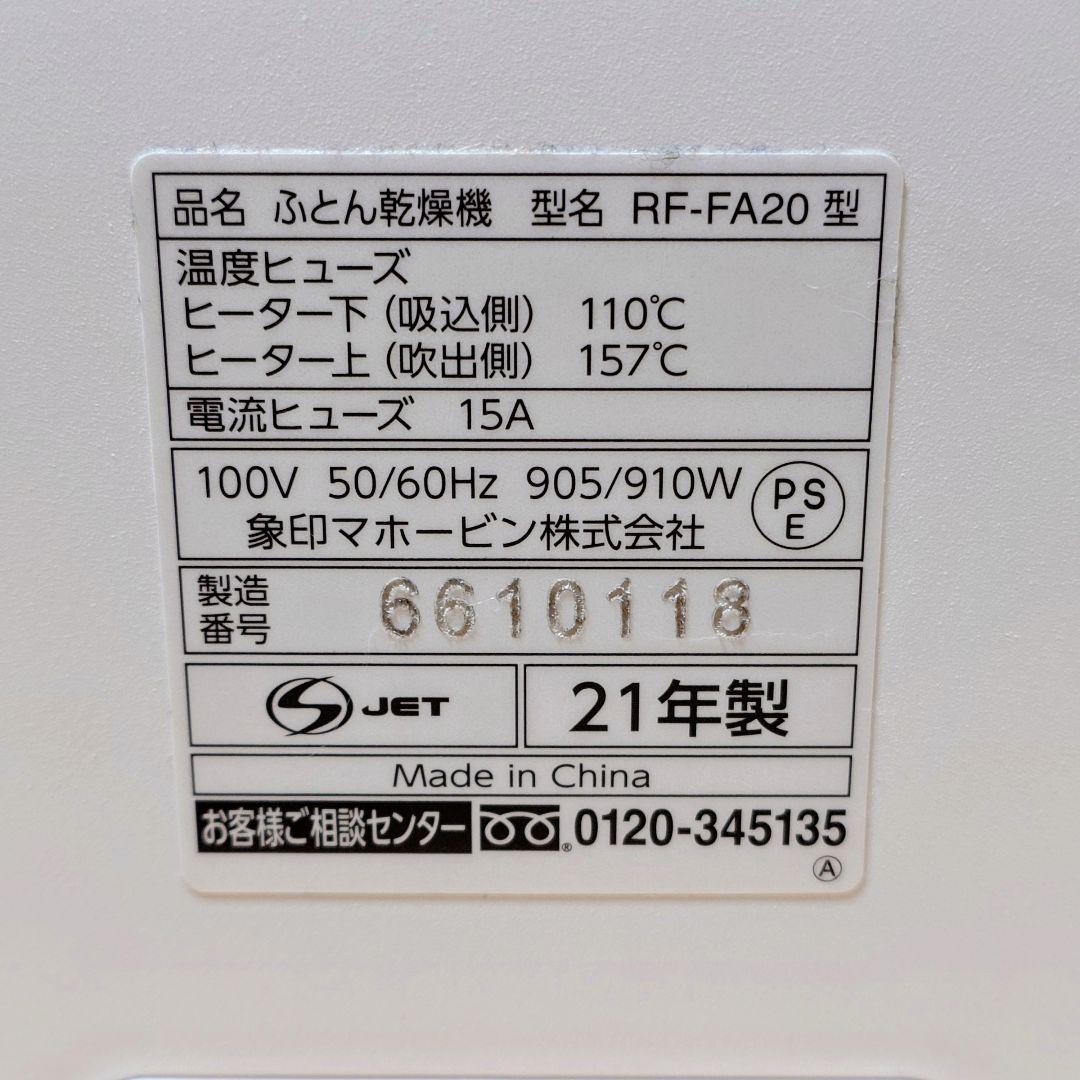 品名 ふとん乾燥機 型名 RF-FA20 型
温度ヒューズ
ヒーター下(吸込側) 110℃
ヒーター上(吹出側) 157℃
電流ヒューズ 15A
100V 50/60Hz 905/910W
象印マホービン株式会社
PSE
製造番号 6610118
S JET
21年製
Made in China
お客様ご相談センター 0120-345135
Ⓐ